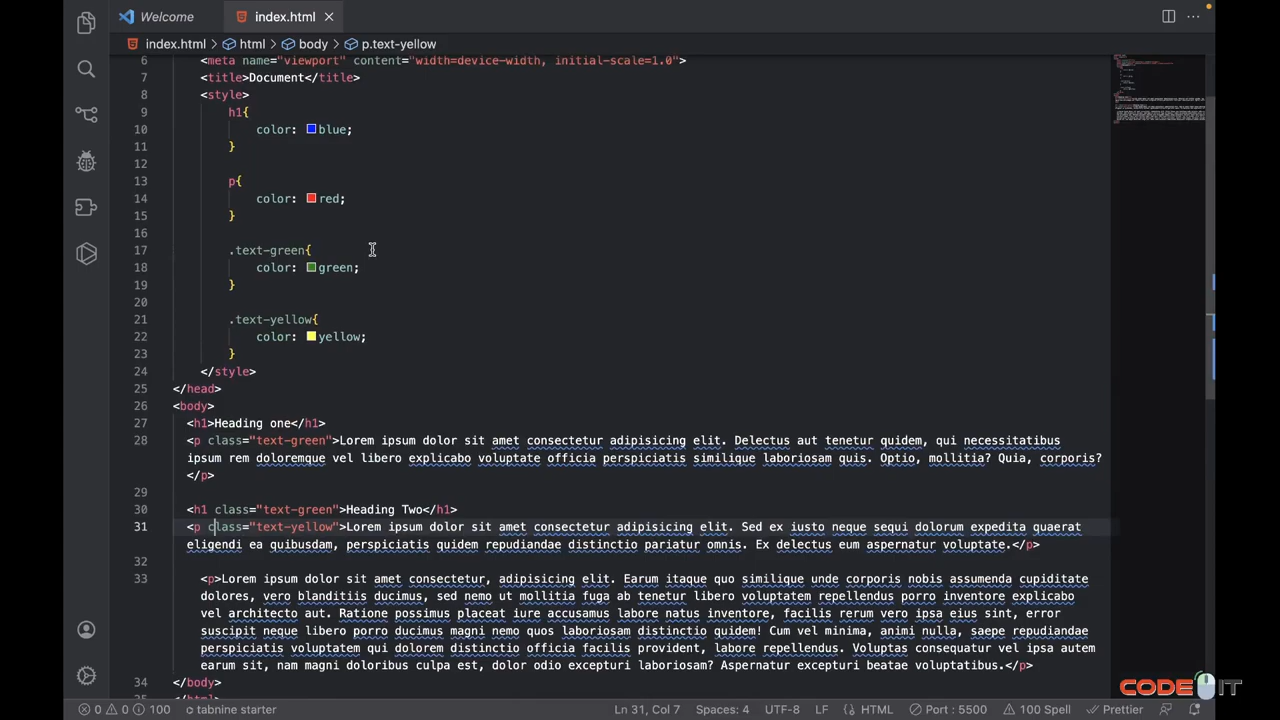 Welcome
index.html
index.html > html > body > p.text-yellow
6 <meta name="viewport" content="width=device-width, initial-scale=1.0">
7 <title>Document</title>
8 <style>
9 h1{
10 color: blue;
11 }
12
13 p{
14 color: red;
15 }
16
17 .text-green{
18 color: green;
19 }
20
21 .text-yellow{
22 color: yellow;
23 }
24 </style>
25 </head>
26 <body>
27 <h1>Heading one</h1>
28 <p class="text-green">Lorem ipsum dolor sit amet consectetur adipisicing elit. Delectus aut tenetur quidem, qui necessitatibus
ipsum rem doloremque vel libero explicabo voluptate officia perspiciatis similique laboriosam quis. Optio, mollitia? Quia, corporis?
</p>
29
30 <h1 class="text-green">Heading Two</h1>
31 <p class="text-yellow">Lorem ipsum dolor sit amet consectetur adipisicing elit. Sed ex iusto neque sequi dolorum expedita quaerat
eligendi ea quibusdam, perspiciatis quidem repudiandae distinctio pariatur omnis. Ex delectus eum aspernatur voluptate.</p>
32
33 <p>Lorem ipsum dolor sit amet consectetur, adipisicing elit. Earum itaque quo similique unde corporis nobis assumenda cupiditate
dolores, vero blanditiis ducimus, sed nemo ut mollitia fuga ab tenetur libero voluptatem repellendus porro inventore explicabo
vel architecto aut. Ratione possimus placeat iure accusamus labore natus inventore, facilis rerum vero ipsa eius sint, error
suscipit neque libero porro ducimus magni nemo quos laboriosam distinctio quidem! Cum vel minima, animi nulla, saepe repudiandae
perspiciatis voluptatem qui dolorem distinctio officia facilis provident, labore repellendus. Voluptas consequatur vel ipsa autem
earum sit, nam magni doloribus culpa est, dolor odio excepturi laboriosam? Aspernatur excepturi beatae voluptatibus.</p>
34 </body>
35 </html>
CODE IT
0 0 100 tabnine starter Ln 31, Col 7 Spaces: 4 UTF-8 LF HTML Port : 5500 100 Spell Prettier